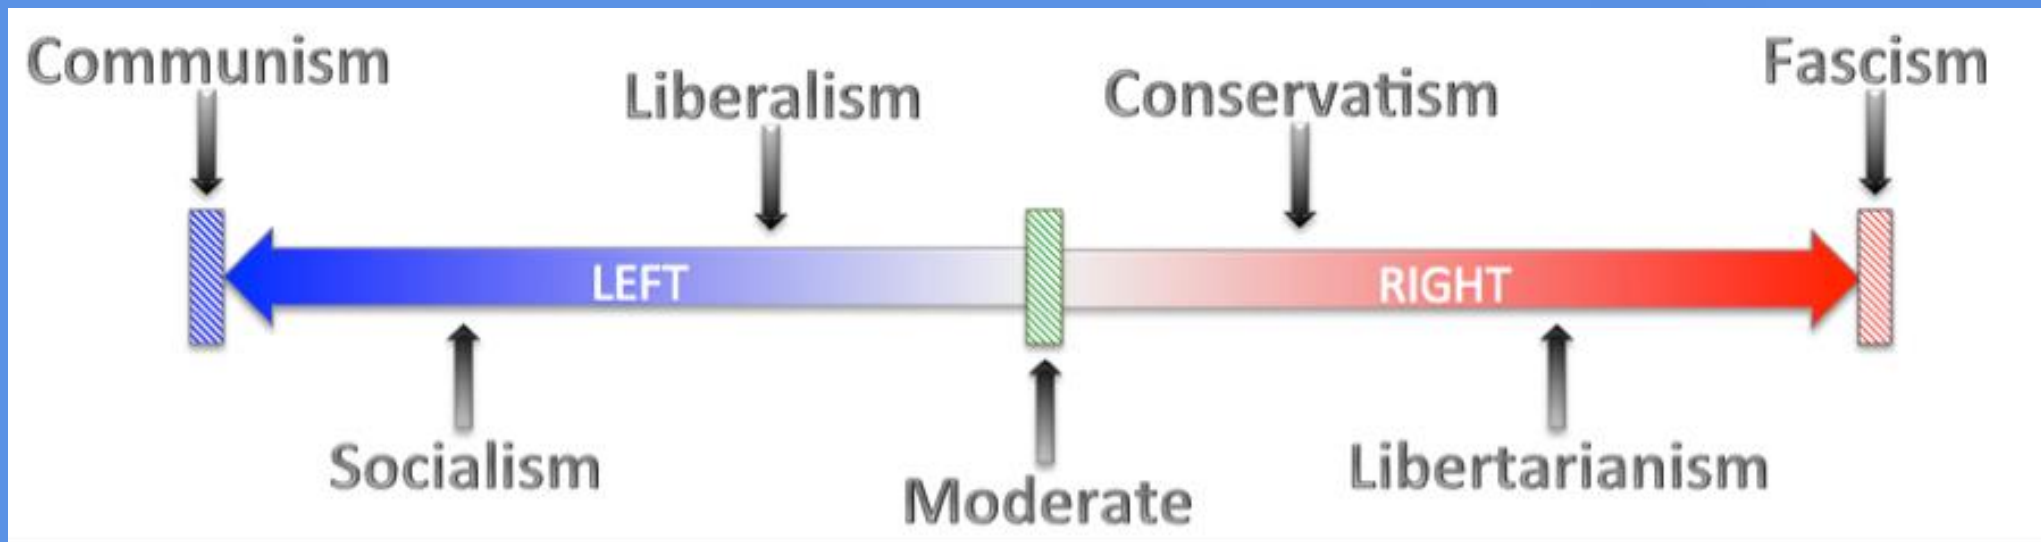 Communism
Liberalism
Conservatism
Fascism
LEFT
RIGHT
Socialism
Moderate
Libertarianism